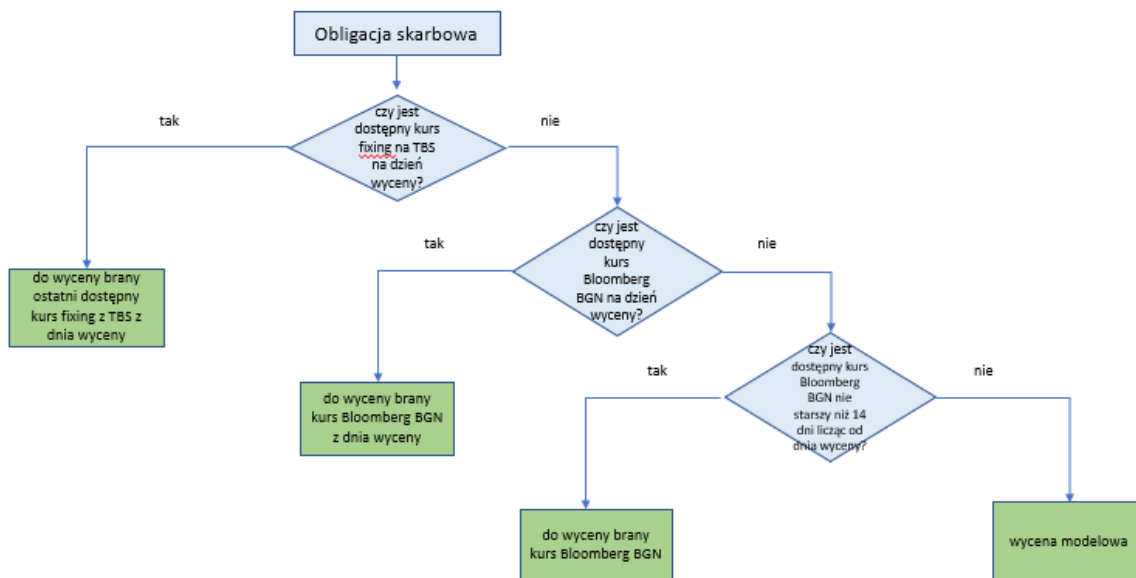 Obligacja skarbowa
czy jest
dostępny kurs
fixing na TBS
na dzień
wyceny?
tak
nie
do wyceny brany
ostatni dostępny
kurs fixing z TBS z
dnia wyceny
czy jest
dostępny
kurs
Bloomberg
BGN na dzień
wyceny?
tak
nie
do wyceny brany
kurs Bloomberg BGN
z dnia wyceny
czy jest
dostępny kurs
Bloomberg
BGN nie
starszy niż 14
dni licząc od
dnia wyceny?
tak
nie
do wyceny brany
kurs Bloomberg BGN
wycena modelowa